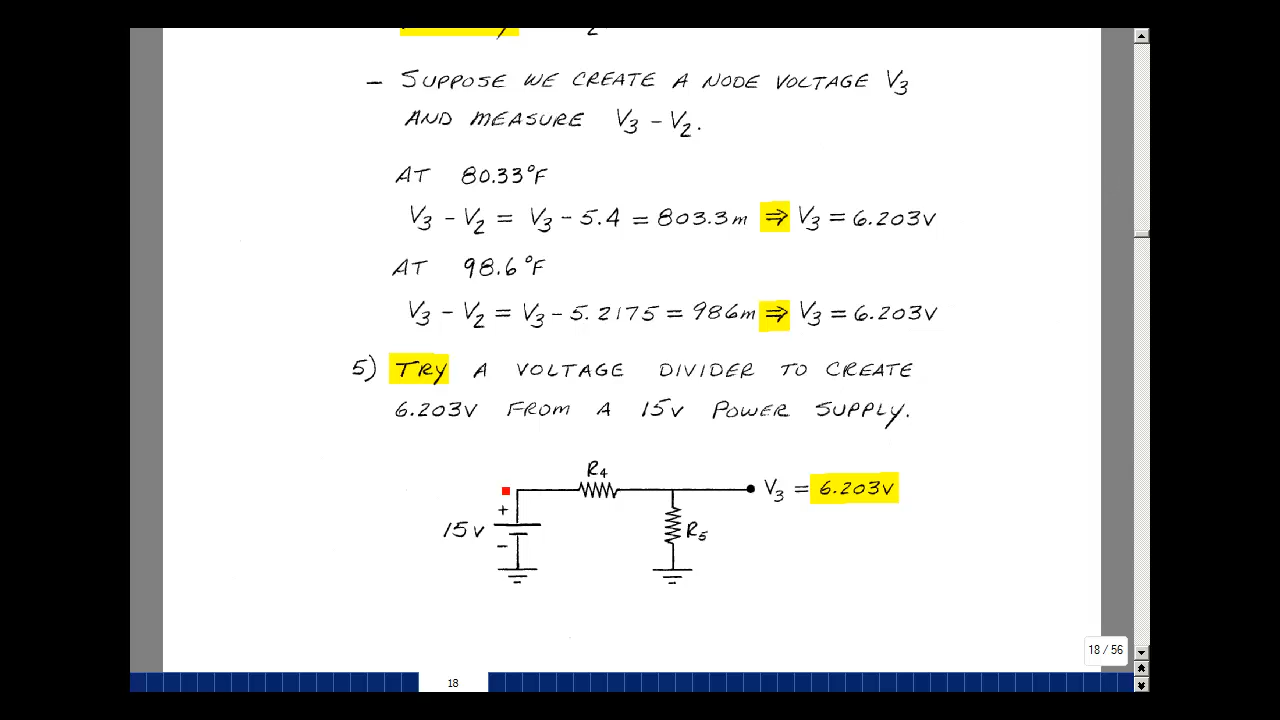 2
– SUPPOSE WE CREATE A NODE VOLTAGE V3
AND MEASURE V3 – V2.
AT 80.33°F
V3 – V2 = V3 – 5.4 = 803.3m ⇒ V3 = 6.203V
AT 98.6°F
V3 – V2 = V3 – 5.2175 = 986m ⇒ V3 = 6.203V
5) TRY A VOLTAGE DIVIDER TO CREATE
6.203V FROM A 15V POWER SUPPLY.
R4
V3 = 6.203V
+
15V
R5
–
18 / 56
18